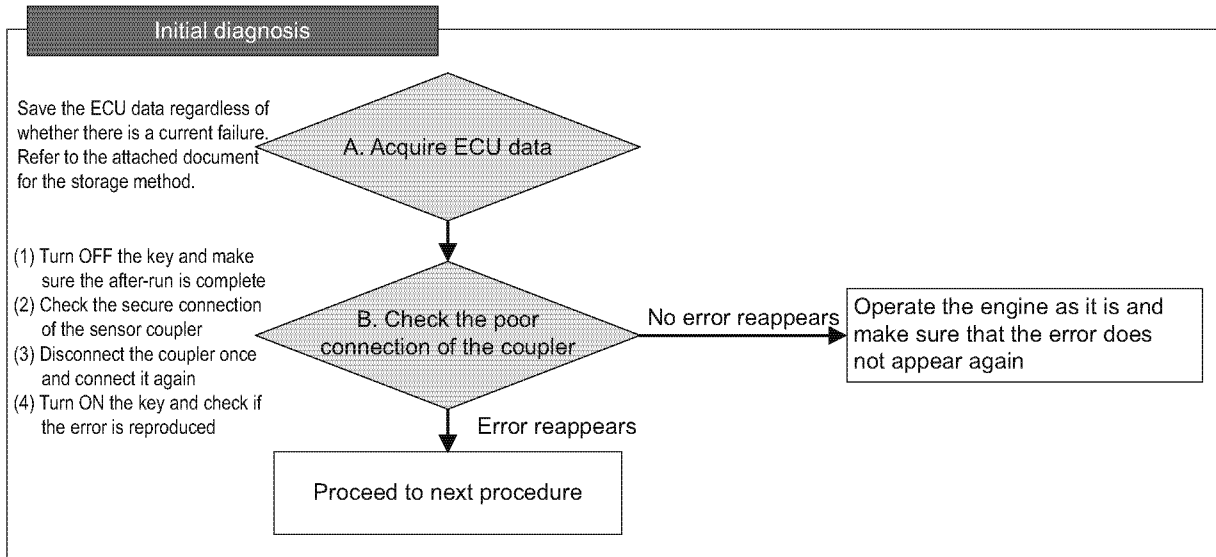 Initial diagnosis
Save the ECU data regardless of
whether there is a current failure.
Refer to the attached document
for the storage method.
A. Acquire ECU data
(1) Turn OFF the key and make
sure the after-run is complete
(2) Check the secure connection
of the sensor coupler
(3) Disconnect the coupler once
and connect it again
(4) Turn ON the key and check if
the error is reproduced
B. Check the poor
connection of the coupler
No error reappears
Operate the engine as it is and
make sure that the error does
not appear again
Error reappears
Proceed to next procedure